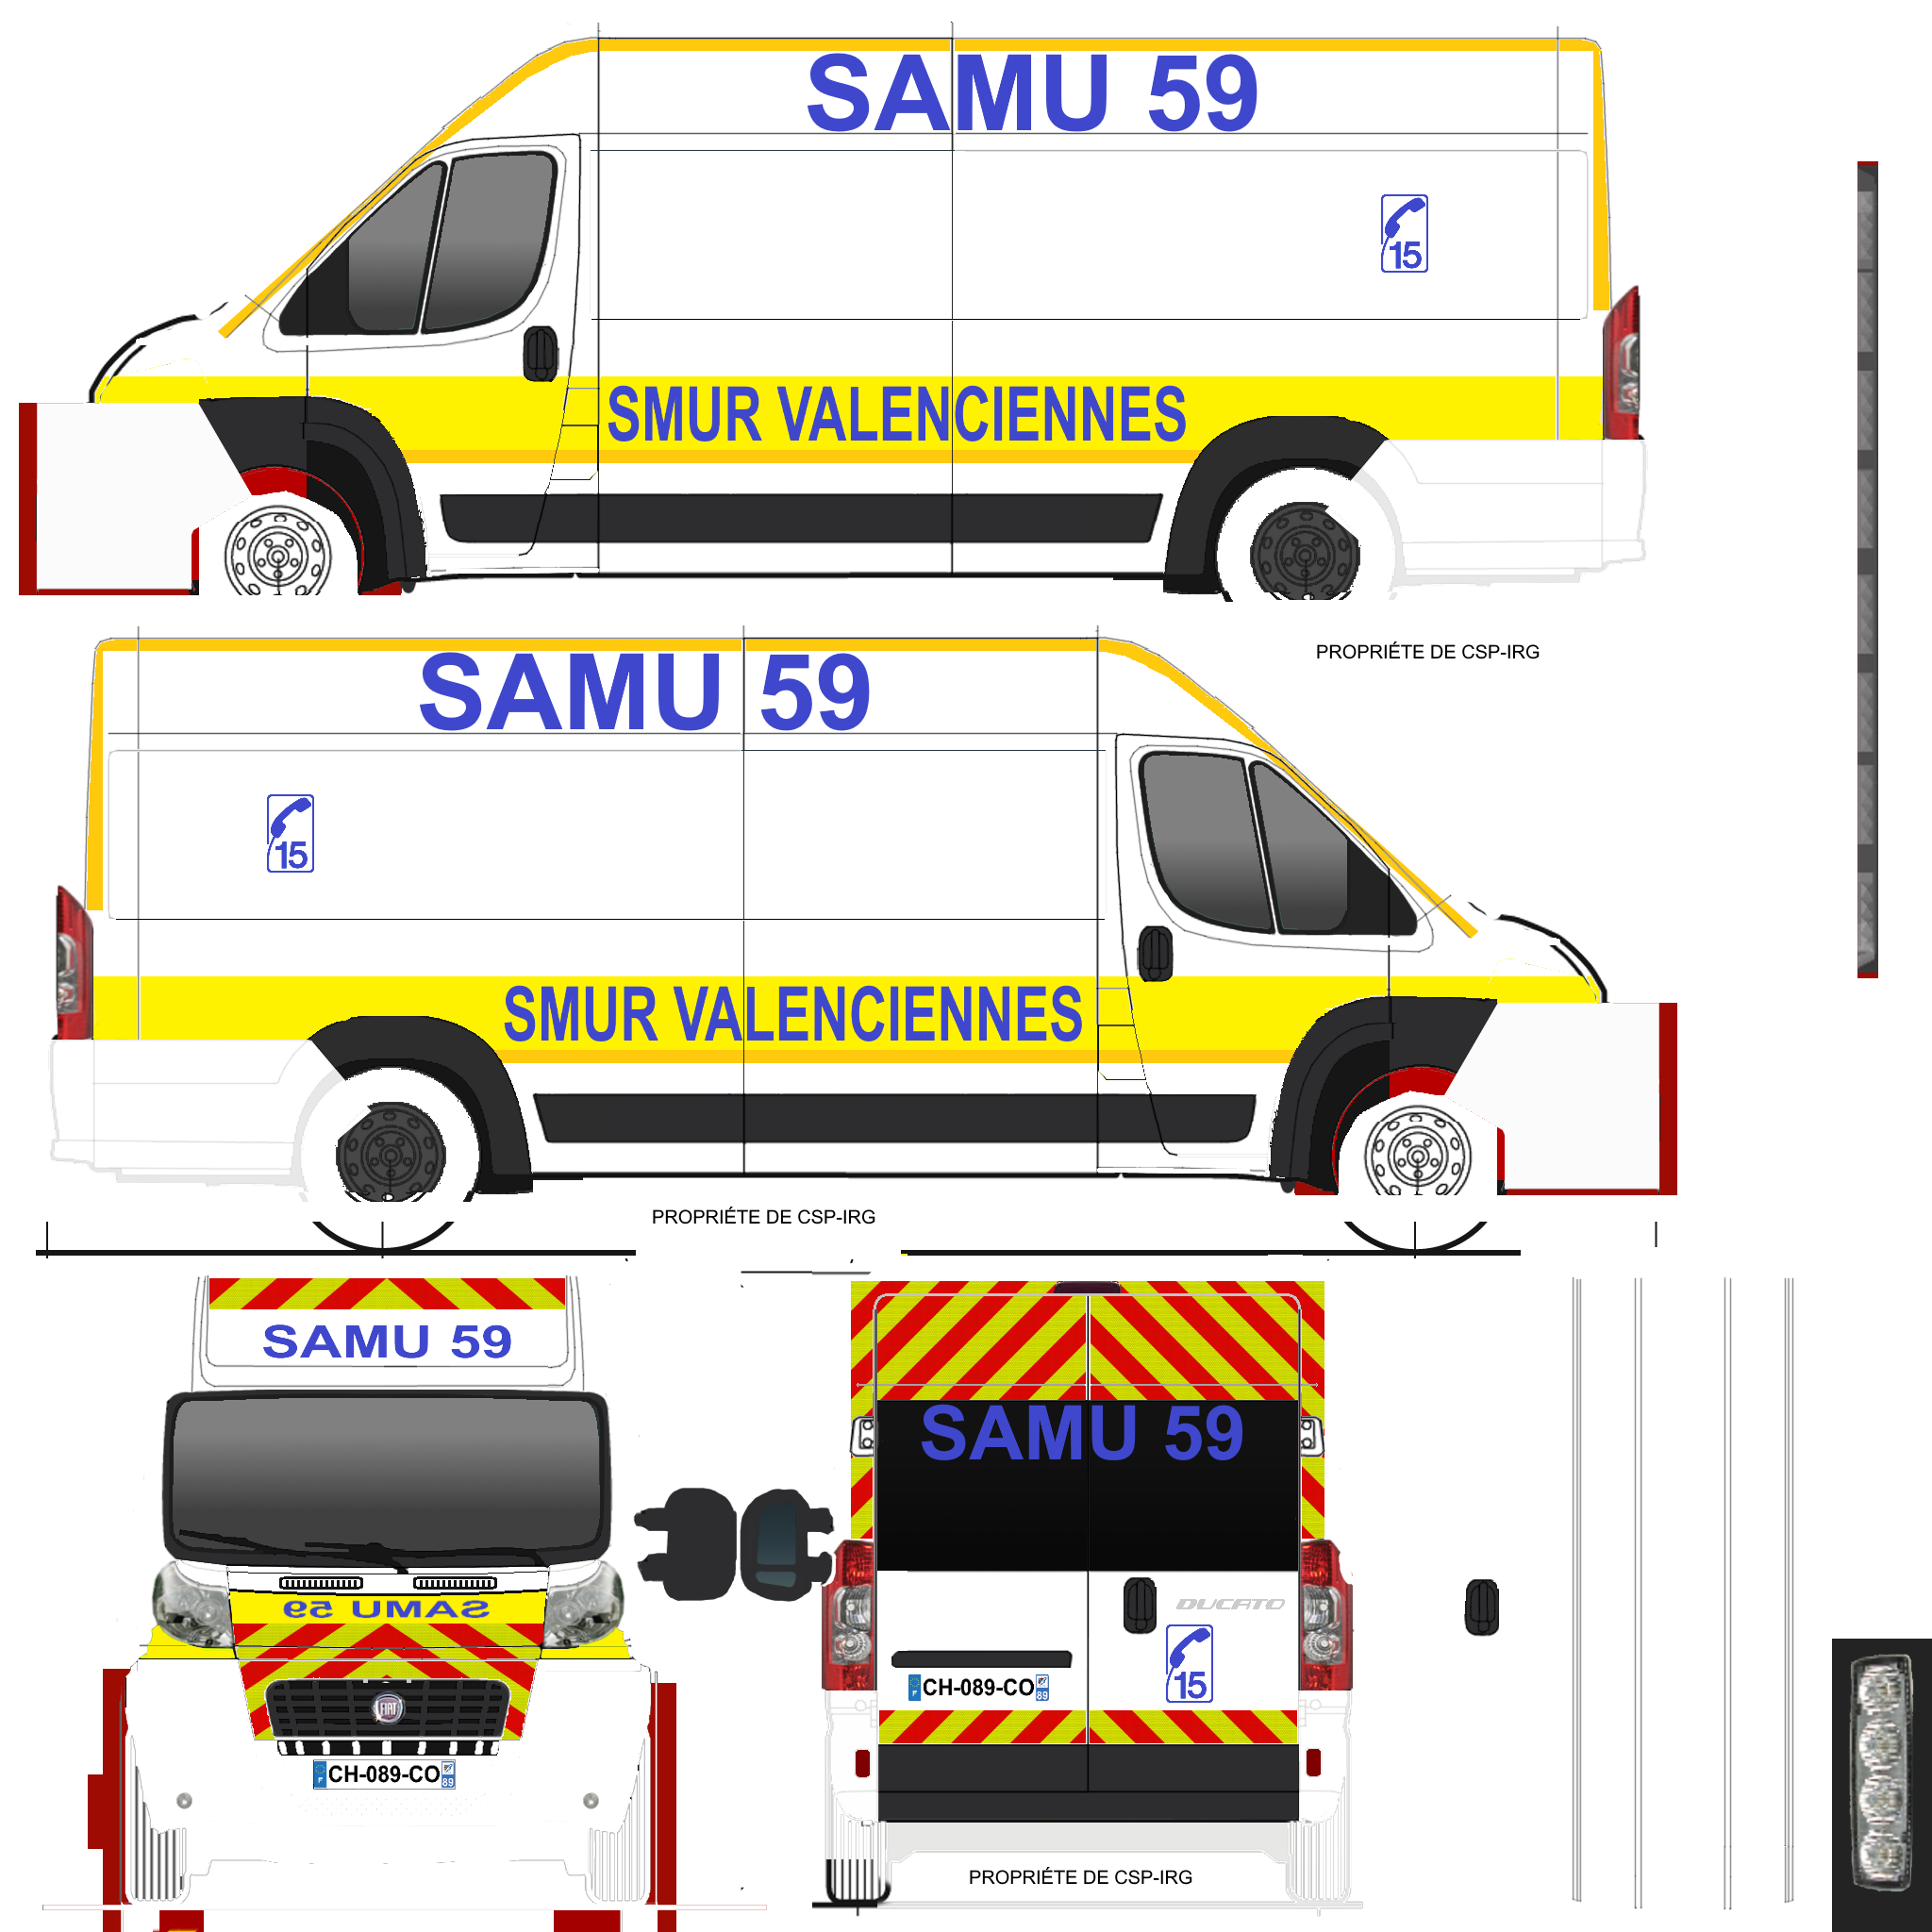 SAMU 59
15
SMUR VALENCIENNES
PROPRIÉTE DE CSP-IRG
SAMU 59
15
SMUR VALENCIENNES
PROPRIÉTE DE CSP-IRG
SAMU 59
SAMU 59
SAMU 59
DUCATO
15
FIAT
F CH-089-CO 89
F CH-089-CO 89
PROPRIÉTE DE CSP-IRG